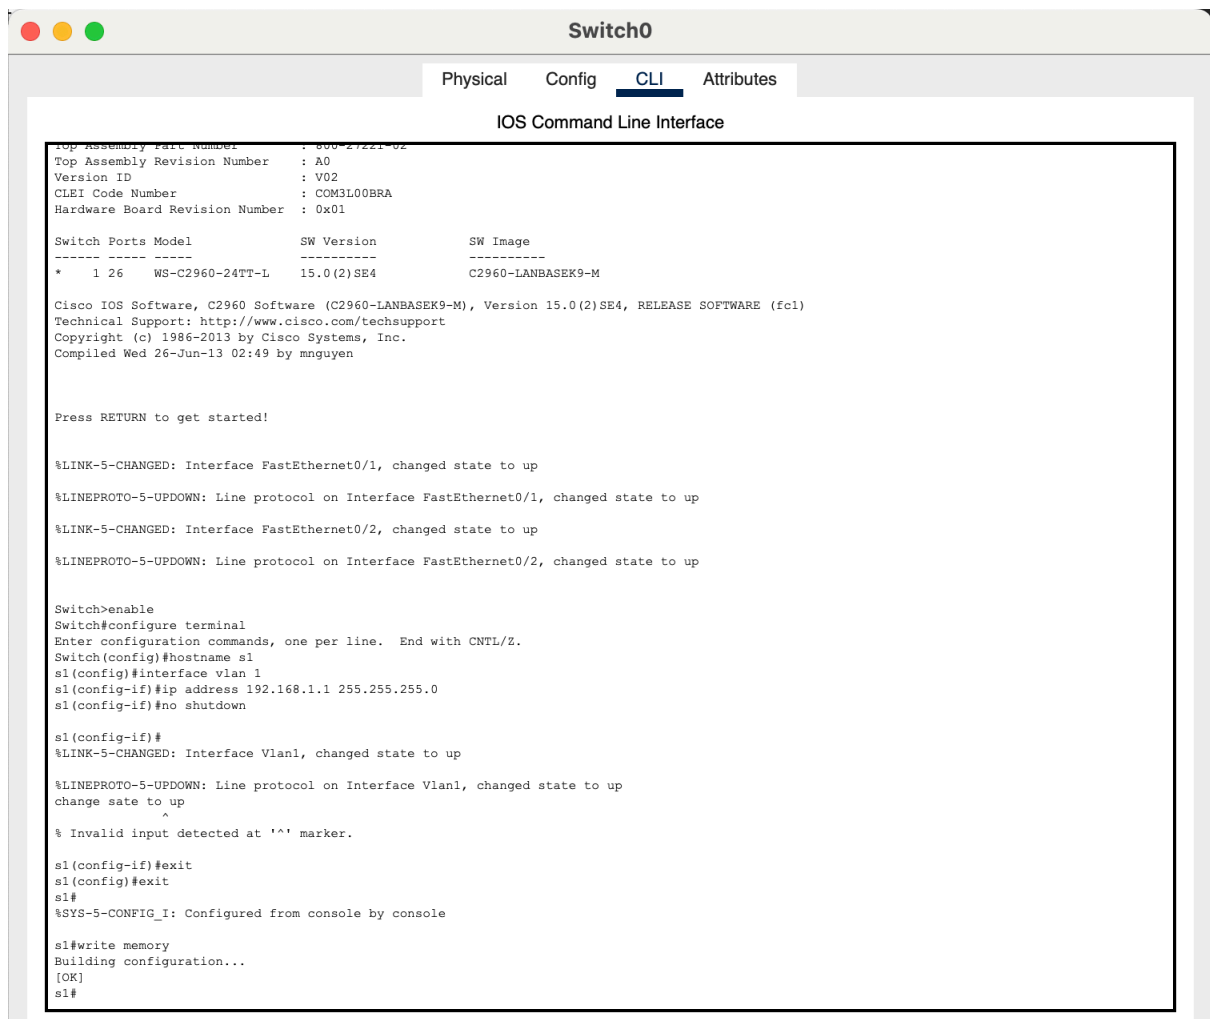 Switch0
Physical Config CLI Attributes
IOS Command Line Interface
Top Assembly Part Number : 800-27221-02
Top Assembly Revision Number : A0
Version ID : V02
CLEI Code Number : COM3L00BRA
Hardware Board Revision Number : 0x01
Switch Ports Model SW Version SW Image
------ ----- ----- ---------- ----------
* 1 26 WS-C2960-24TT-L 15.0(2)SE4 C2960-LANBASEK9-M
Cisco IOS Software, C2960 Software (C2960-LANBASEK9-M), Version 15.0(2)SE4, RELEASE SOFTWARE (fc1)
Technical Support: http://www.cisco.com/techsupport
Copyright (c) 1986-2013 by Cisco Systems, Inc.
Compiled Wed 26-Jun-13 02:49 by mnguyen
Press RETURN to get started!
%LINK-5-CHANGED: Interface FastEthernet0/1, changed state to up
%LINEPROTO-5-UPDOWN: Line protocol on Interface FastEthernet0/1, changed state to up
%LINK-5-CHANGED: Interface FastEthernet0/2, changed state to up
%LINEPROTO-5-UPDOWN: Line protocol on Interface FastEthernet0/2, changed state to up
Switch>enable
Switch#configure terminal
Enter configuration commands, one per line. End with CNTL/Z.
Switch(config)#hostname s1
s1(config)#interface vlan 1
s1(config-if)#ip address 192.168.1.1 255.255.255.0
s1(config-if)#no shutdown
s1(config-if)#
%LINK-5-CHANGED: Interface Vlan1, changed state to up
%LINEPROTO-5-UPDOWN: Line protocol on Interface Vlan1, changed state to up
change sate to up
^
% Invalid input detected at '^' marker.
s1(config-if)#exit
s1(config)#exit
s1#
%SYS-5-CONFIG_I: Configured from console by console
s1#write memory
Building configuration...
[OK]
s1#